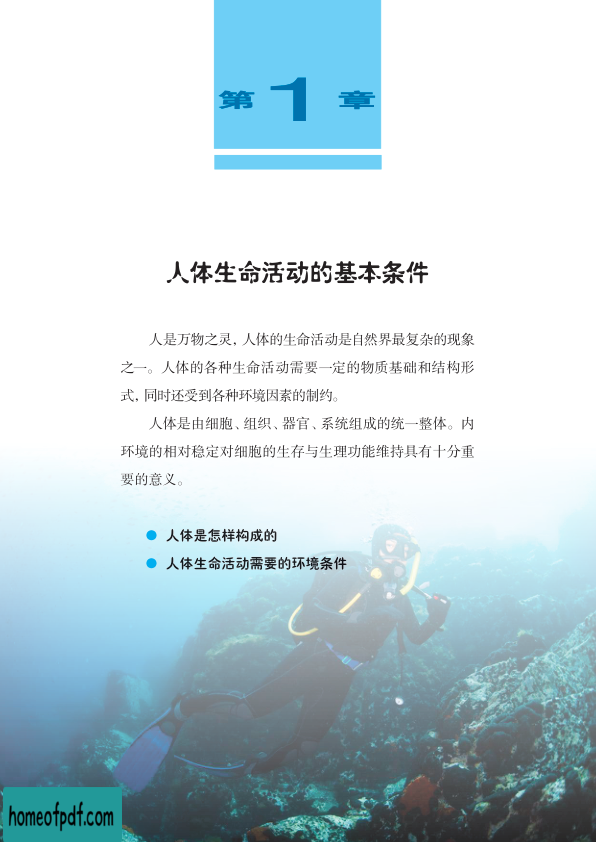 第1章
人体生命活动的基本条件
人是万物之灵，人体的生命活动是自然界最复杂的现象
之一。人体的各种生命活动需要一定的物质基础和结构形
式，同时还受到各种环境因素的制约。
人体是由细胞、组织、器官、系统组成的统一整体。内
环境的相对稳定对细胞的生存与生理功能维持具有十分重
要的意义。
● 人体是怎样构成的
● 人体生命活动需要的环境条件
homeofpdf.com